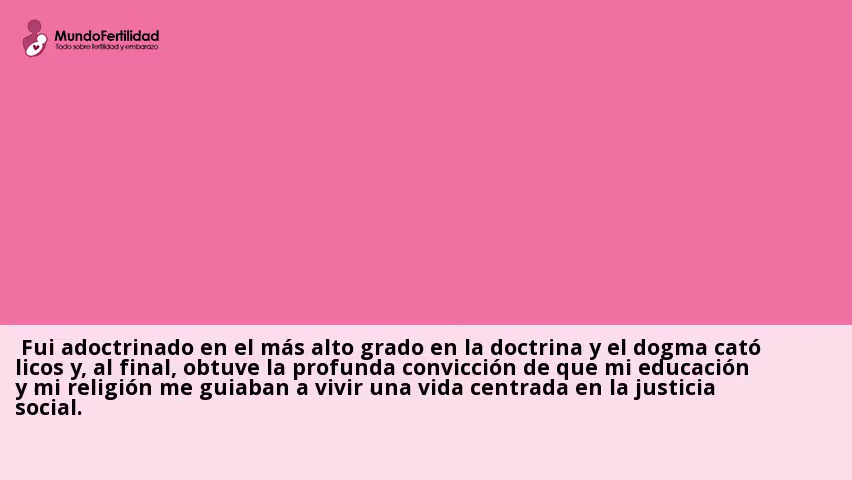 MundoFertilidad
Todo sobre fertilidad y embarazo
Fui adoctrinado en el más alto grado en la doctrina y el dogma cató
licos y, al final, obtuve la profunda convicción de que mi educación
y mi religión me guiaban a vivir una vida centrada en la justicia
social.